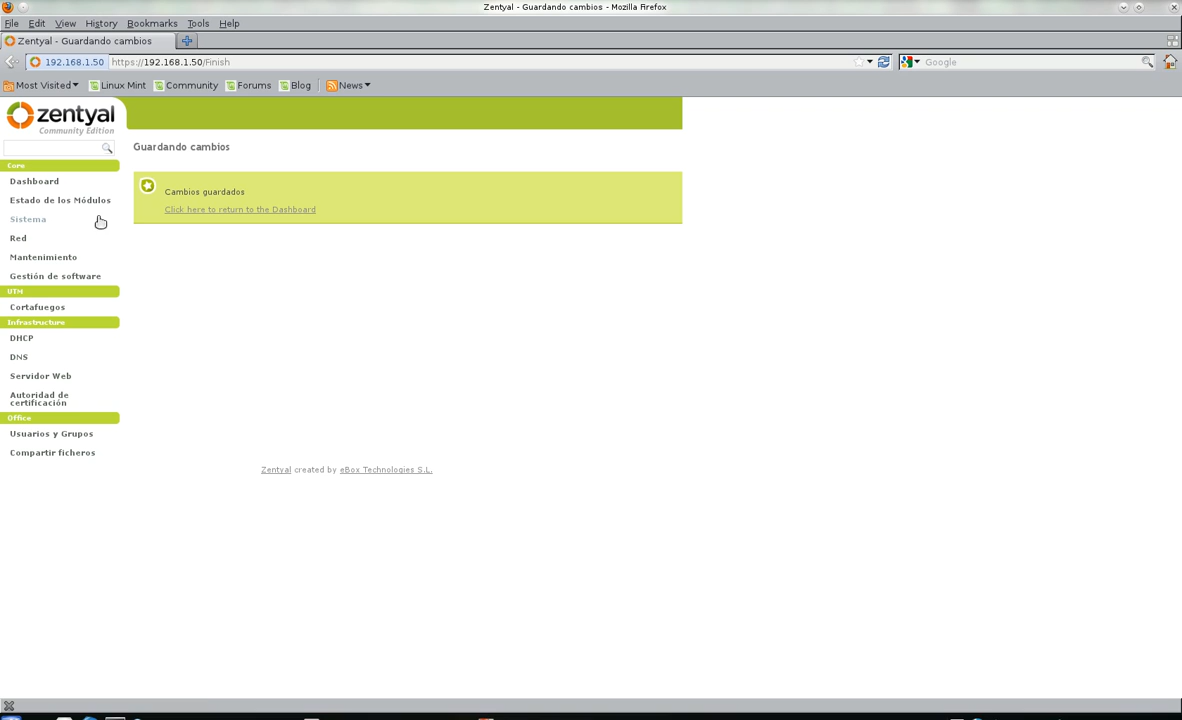 Zentyal - Guardando cambios - Mozilla Firefox
File Edit View History Bookmarks Tools Help
Zentyal - Guardando cambios
192.168.1.50 https://192.168.1.50/Finish Google
Most Visited Linux Mint Community Forums Blog News
zentyal
Community Edition
Guardando cambios
Core
Cambios guardados
Click here to return to the Dashboard
Dashboard
Estado de los Módulos
Sistema
Red
Mantenimiento
Gestión de software
UTM
Cortafuegos
Infrastructure
DHCP
DNS
Servidor Web
Autoridad de
certificación
Office
Usuarios y Grupos
Compartir ficheros
Zentyal created by eBox Technologies S.L.